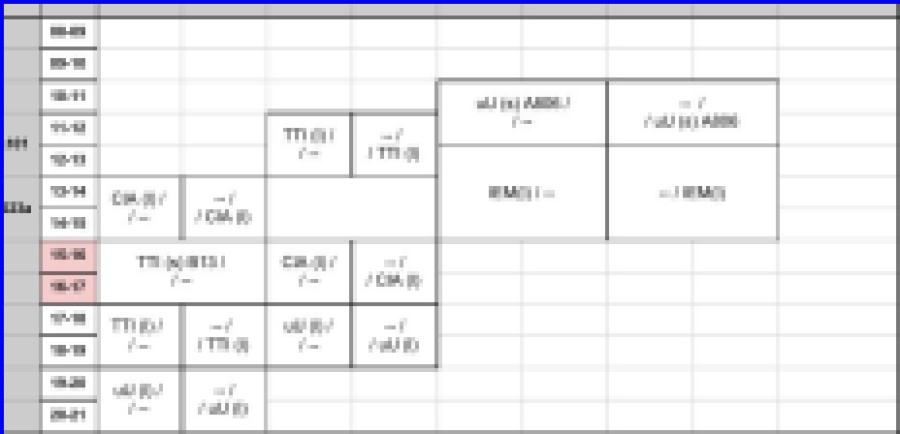 08-09
09-10
10-11
uU (s) A806 /
/ --
-- /
/ uU (s) A806
11-12
TTI (l) /
/ --
-- /
/ TTI (l)
12-13
13-14
CIA (l) /
/ --
-- /
/ CIA (l)
IEM(l) / --
-- / IEM(l)
14-15
15-16
TTI (s) B13 /
/ --
CIA (l) /
/ --
-- /
/ CIA (l)
16-17
17-18
TTI (l) /
/ --
-- /
/ TTI (l)
uU (l) /
/ --
-- /
/ uU (l)
18-19
19-20
uU (l) /
/ --
-- /
/ uU (l)
20-21